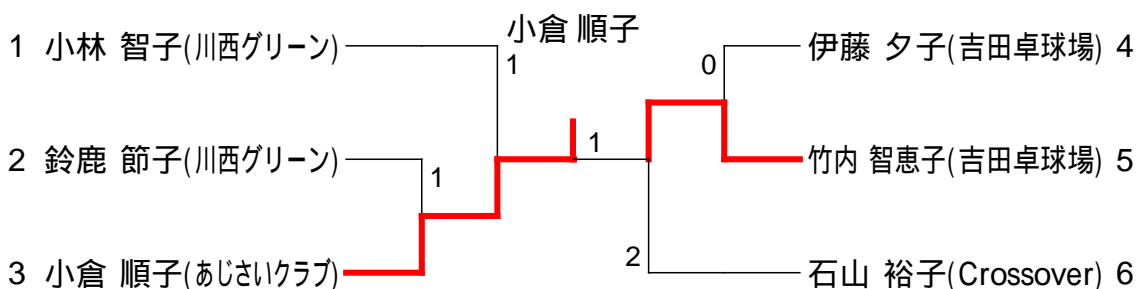 小倉 順子
1 小林 智子(川西グリーン)
1
0
伊藤 夕子(吉田卓球場) 4
2 鈴鹿 節子(川西グリーン)
1
1
竹内 智恵子(吉田卓球場) 5
3 小倉 順子(あじさいクラブ)
2
石山 裕子(Crossover) 6